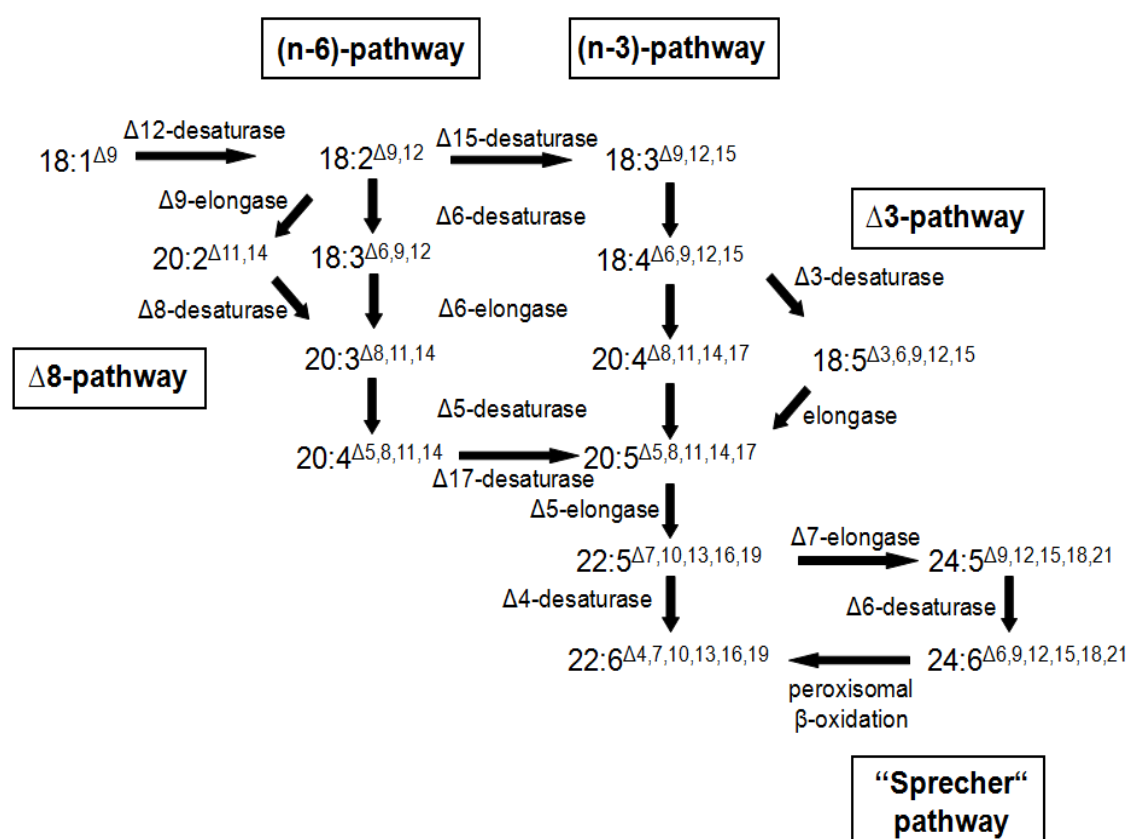 (n-6)-pathway
(n-3)-pathway
Δ12-desaturase
Δ15-desaturase
18:1Δ9
18:2Δ9,12
18:3Δ9,12,15
Δ9-elongase
Δ6-desaturase
Δ3-pathway
20:2Δ11,14
18:3Δ6,9,12
18:4Δ6,9,12,15
Δ3-desaturase
Δ8-desaturase
Δ6-elongase
Δ8-pathway
20:3Δ8,11,14
20:4Δ8,11,14,17
18:5Δ3,6,9,12,15
Δ5-desaturase
elongase
20:4Δ5,8,11,14
20:5Δ5,8,11,14,17
Δ17-desaturase
Δ5-elongase
Δ7-elongase
22:5Δ7,10,13,16,19
24:5Δ9,12,15,18,21
Δ4-desaturase
Δ6-desaturase
22:6Δ4,7,10,13,16,19
24:6Δ6,9,12,15,18,21
peroxisomal
β-oxidation
“Sprecher“
pathway